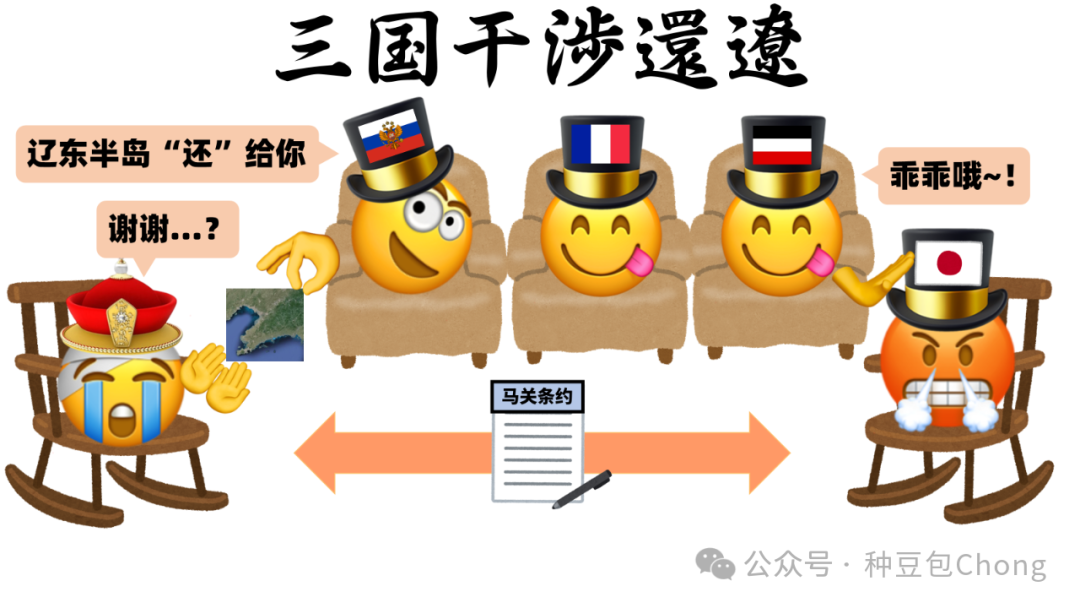 三国干涉還遼
辽东半岛“还”给你
乖乖哦~！
谢谢...？
马关条约
公众号 · 种豆包Chong